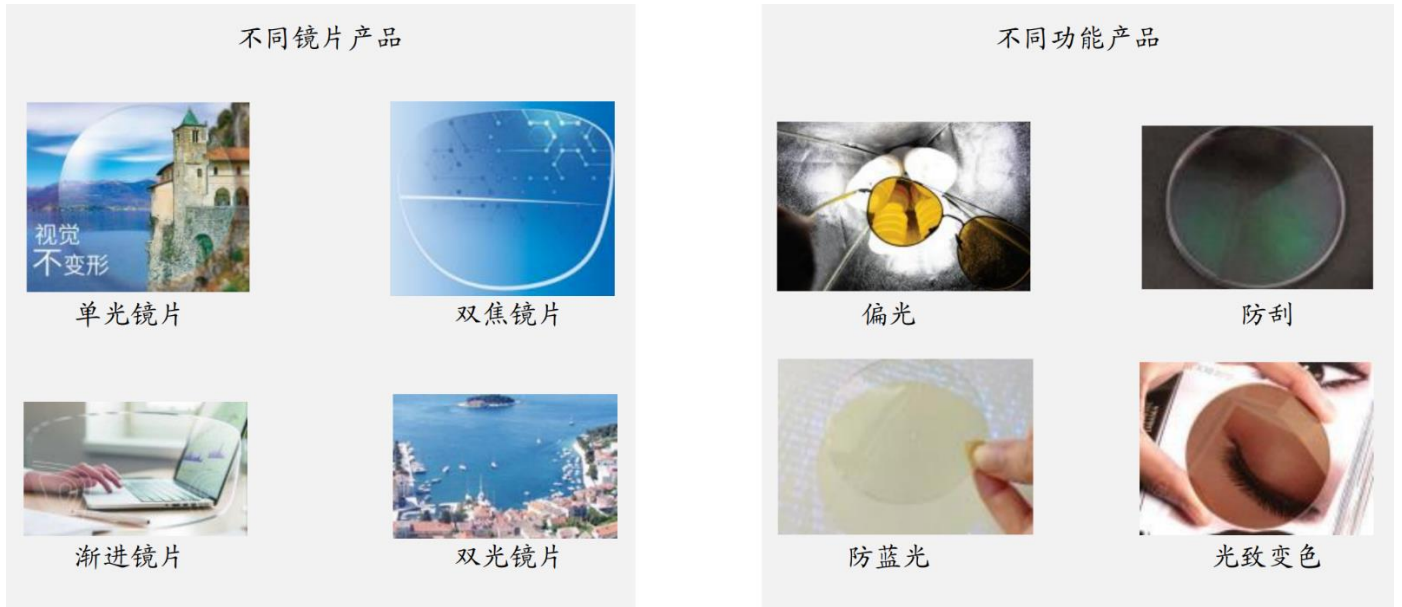 不同镜片产品
视觉
不变形
单光镜片
双焦镜片
渐进镜片
双光镜片
不同功能产品
偏光
防刮
防蓝光
光致变色